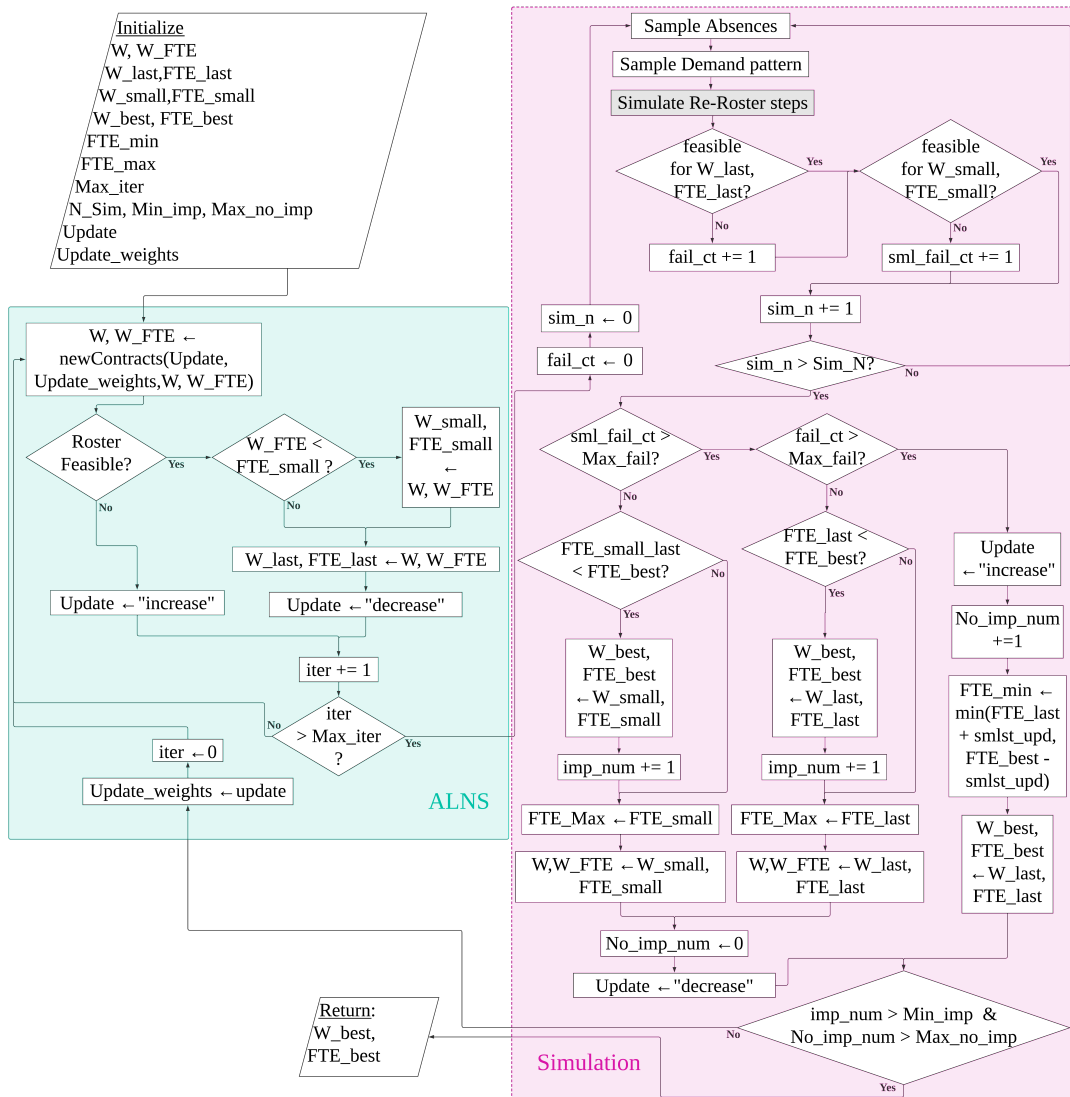 Initialize
W, W_FTE
W_last,FTE_last
W_small,FTE_small
W_best, FTE_best
FTE_min
FTE_max
Max_iter
N_Sim, Min_imp, Max_no_imp
Update
Update_weights
W, W_FTE ←
newContracts(Update,
Update_weights,W, W_FTE)
Roster
Feasible?
Yes
No
W_FTE <
FTE_small ?
Yes
No
W_small,
FTE_small
←
W, W_FTE
W_last, FTE_last ←W, W_FTE
Update ←"increase"
Update ←"decrease"
iter += 1
iter
> Max_iter
?
No
Yes
iter ←0
Update_weights ←update
ALNS
Sample Absences
Sample Demand pattern
Simulate Re-Roster steps
feasible
for W_last,
FTE_last?
Yes
No
feasible
for W_small,
FTE_small?
Yes
No
fail_ct += 1
sml_fail_ct += 1
sim_n += 1
sim_n ← 0
fail_ct ← 0
sim_n > Sim_N?
No
Yes
sml_fail_ct >
Max_fail?
Yes
No
fail_ct >
Max_fail?
Yes
No
FTE_small_last
< FTE_best?
No
Yes
FTE_last <
FTE_best?
No
Yes
Update
←"increase"
No_imp_num
+=1
W_best,
FTE_best
←W_small,
FTE_small
W_best,
FTE_best
←W_last,
FTE_last
FTE_min ←
min(FTE_last
+ smlst_upd,
FTE_best -
smlst_upd)
imp_num += 1
imp_num += 1
FTE_Max ←FTE_small
FTE_Max ←FTE_last
W_best,
FTE_best
←W_last,
FTE_last
W,W_FTE ←W_small,
FTE_small
W,W_FTE ←W_last,
FTE_last
No_imp_num ←0
Update ←"decrease"
imp_num > Min_imp &
No_imp_num > Max_no_imp
No
Yes
Simulation
Return:
W_best,
FTE_best